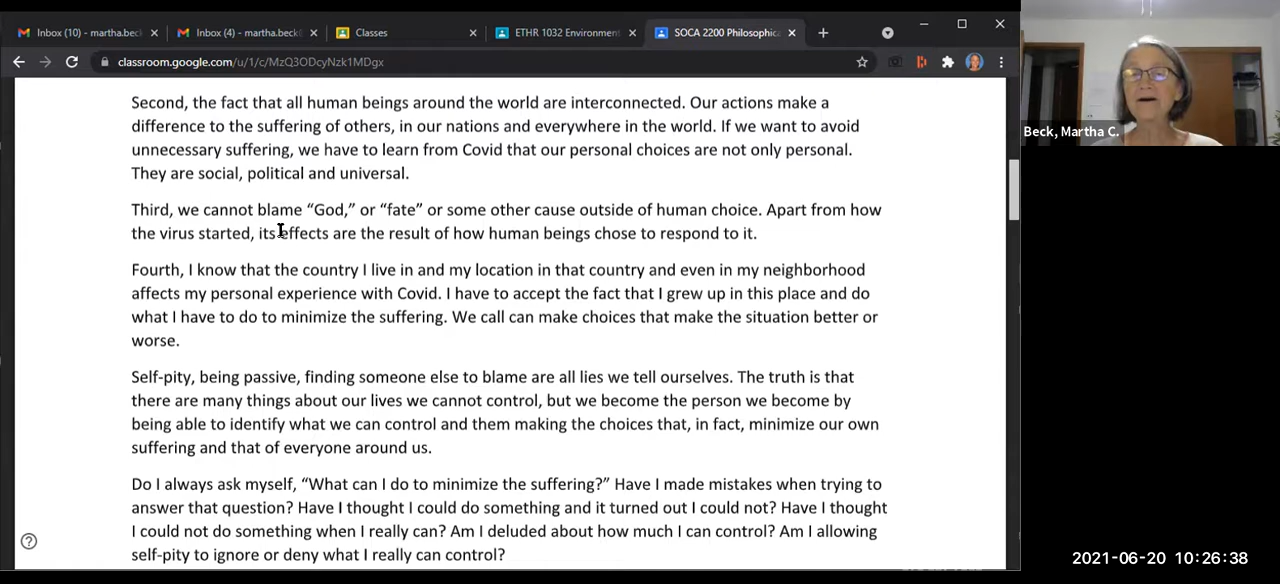 Inbox (10) - martha.bec
Inbox (4) - martha.beck@
Classes
ETHR 1032 Environment
SOCA 2200 Philosophica
classroom.google.com/u/1/c/MzQ3ODcyNzk1MDgx
Second, the fact that all human beings around the world are interconnected. Our actions make a
difference to the suffering of others, in our nations and everywhere in the world. If we want to avoid
unnecessary suffering, we have to learn from Covid that our personal choices are not only personal.
They are social, political and universal.
Third, we cannot blame “God,” or “fate” or some other cause outside of human choice. Apart from how
the virus started, its effects are the result of how human beings chose to respond to it.
Fourth, I know that the country I live in and my location in that country and even in my neighborhood
affects my personal experience with Covid. I have to accept the fact that I grew up in this place and do
what I have to do to minimize the suffering. We call can make choices that make the situation better or
worse.
Self-pity, being passive, finding someone else to blame are all lies we tell ourselves. The truth is that
there are many things about our lives we cannot control, but we become the person we become by
being able to identify what we can control and them making the choices that, in fact, minimize our own
suffering and that of everyone around us.
Do I always ask myself, “What can I do to minimize the suffering?” Have I made mistakes when trying to
answer that question? Have I thought I could do something and it turned out I could not? Have I thought
I could not do something when I really can? Am I deluded about how much I can control? Am I allowing
self-pity to ignore or deny what I really can control?
Beck, Martha C.
2021-06-20 10:26:38